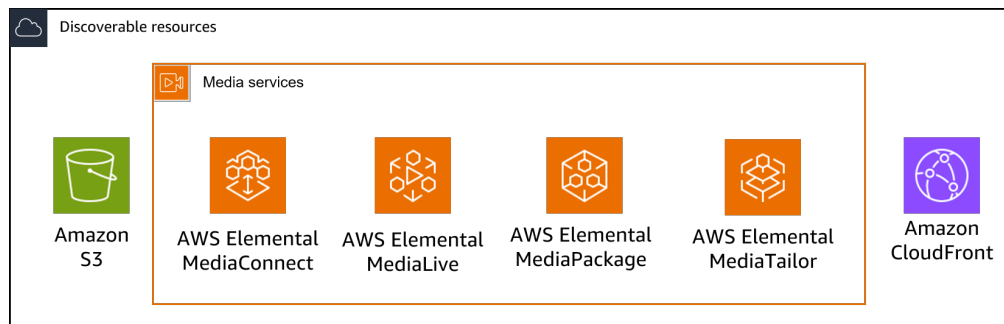 Discoverable resources
Media services
Amazon
S3
AWS Elemental
MediaConnect
AWS Elemental
MediaLive
AWS Elemental
MediaPackage
AWS Elemental
MediaTailor
Amazon
CloudFront